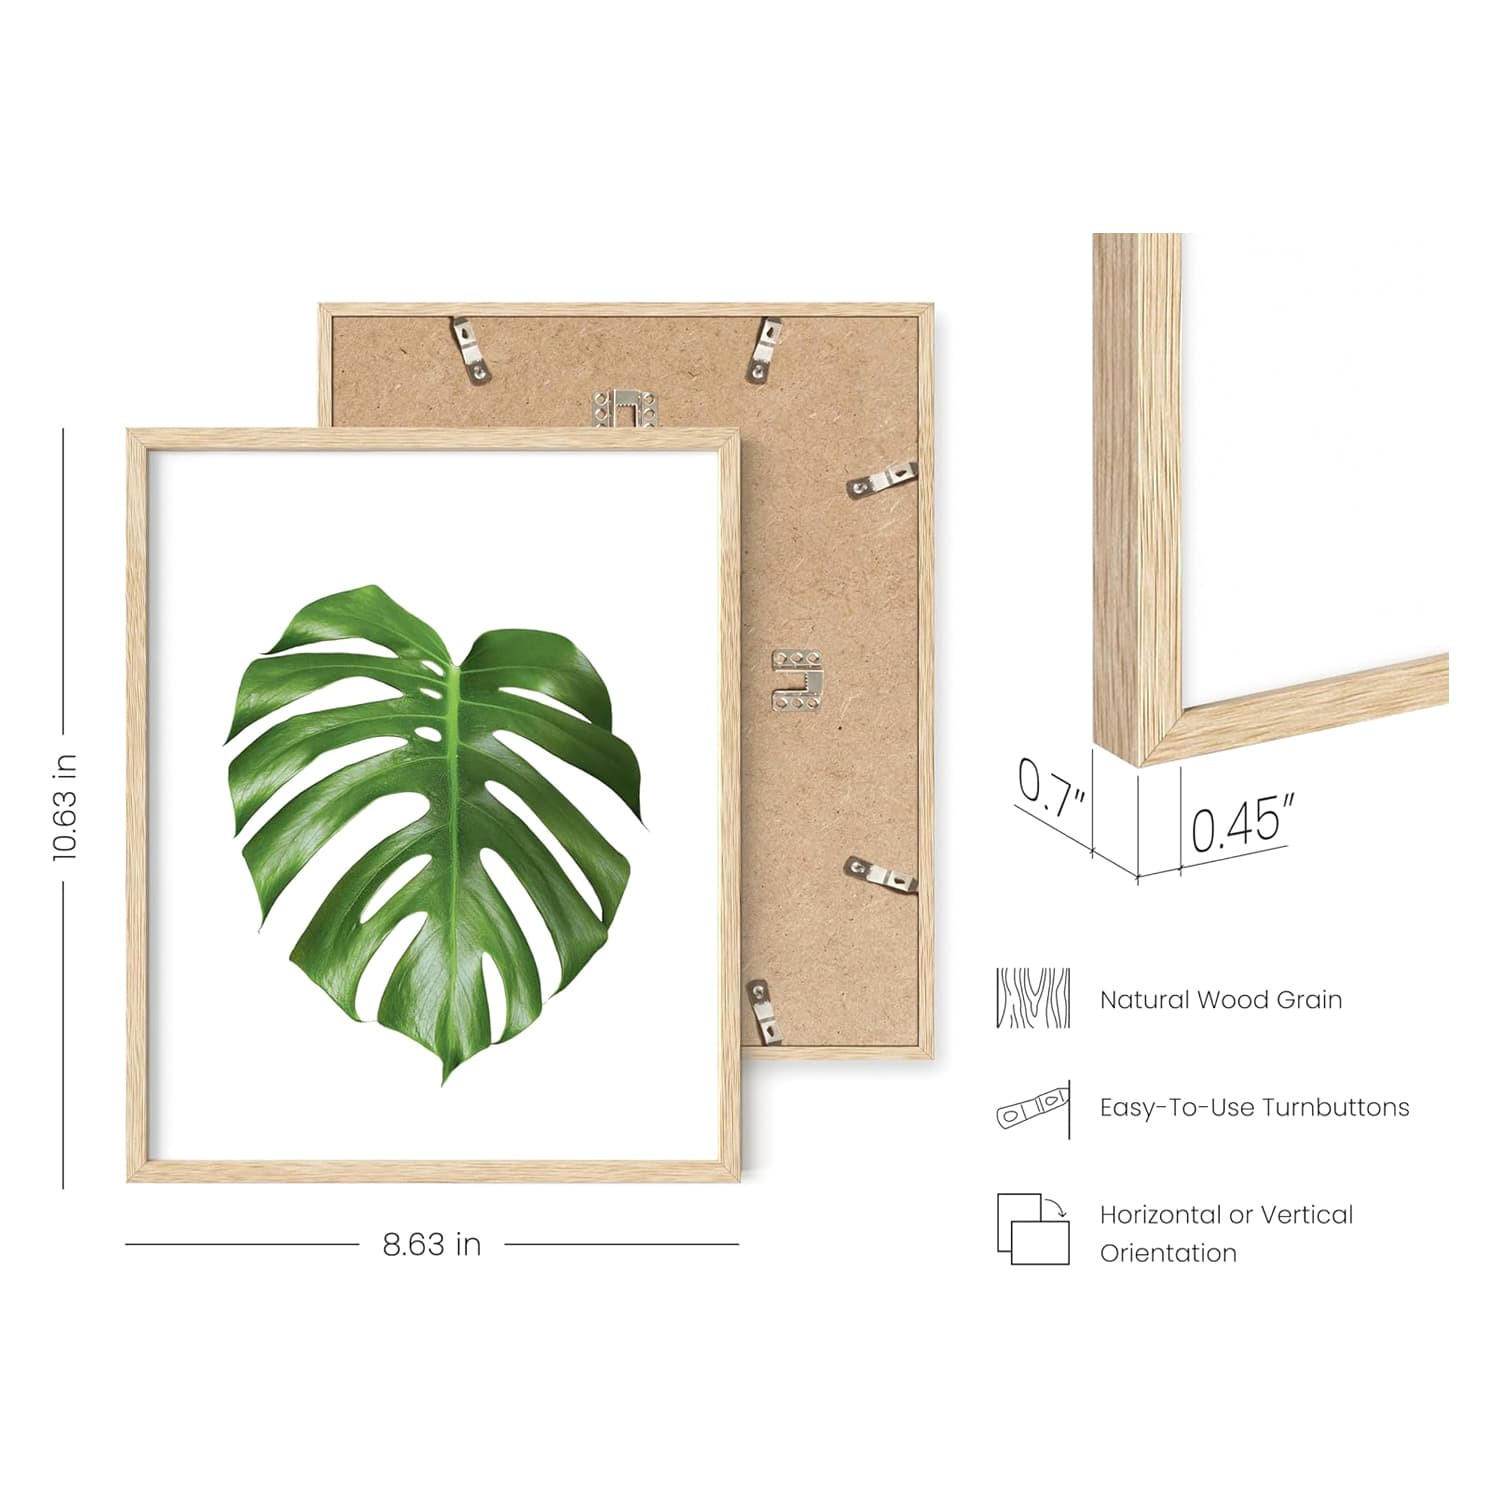 10.63 in
8.63 in
0.7"
0.45"
Natural Wood Grain
Easy-To-Use Turnbuttons
Horizontal or Vertical
Orientation